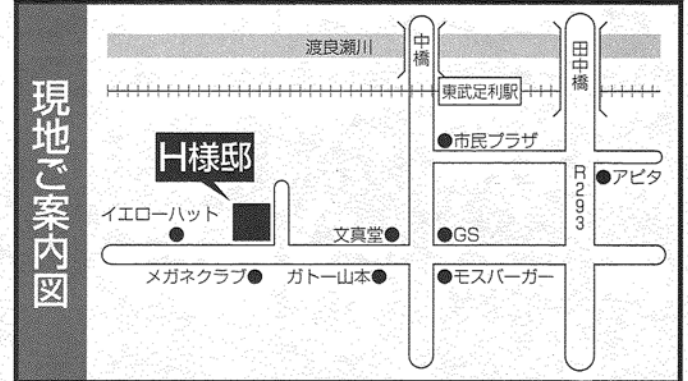 現地ご案内図
渡良瀬川
中橋
田中橋
東武足利駅
●市民プラザ
H様邸
R293
●アピタ
イエローハット
●
文真堂●
●GS
メガネクラブ●
ガトー山本●
●モスバーガー